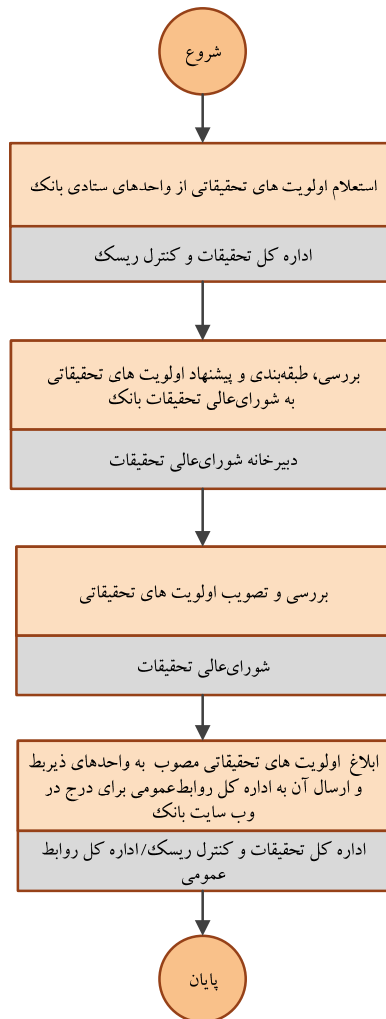 شروع
استعلام اولویت های تحقیقاتی از واحدهای ستادی بانک
اداره کل تحقیقات و کنترل ریسک
بررسی، طبقه‌بندی و پیشنهاد اولویت های تحقیقاتی
به شورای‌عالی تحقیقات بانک
دبیرخانه شورای‌عالی تحقیقات
بررسی و تصویب اولویت های تحقیقاتی
شورای‌عالی تحقیقات
ابلاغ اولویت های تحقیقاتی مصوب به واحدهای ذیربط
و ارسال آن به اداره کل روابط‌عمومی برای درج در
وب سایت بانک
اداره کل تحقیقات و کنترل ریسک/اداره کل روابط
عمومی
پایان